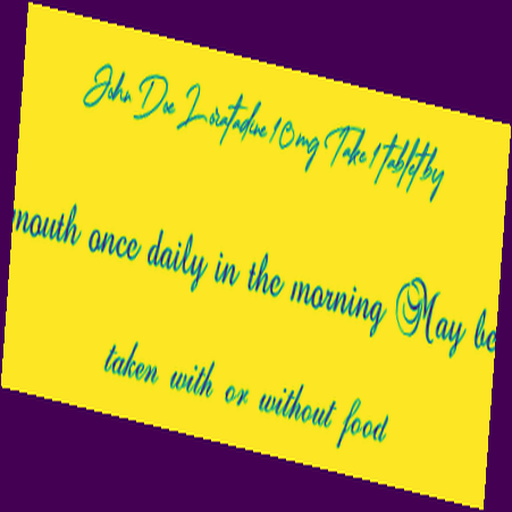 John Doe Loratadine 10mg Take 1 tablet by
mouth once daily in the morning May be
taken with or without food